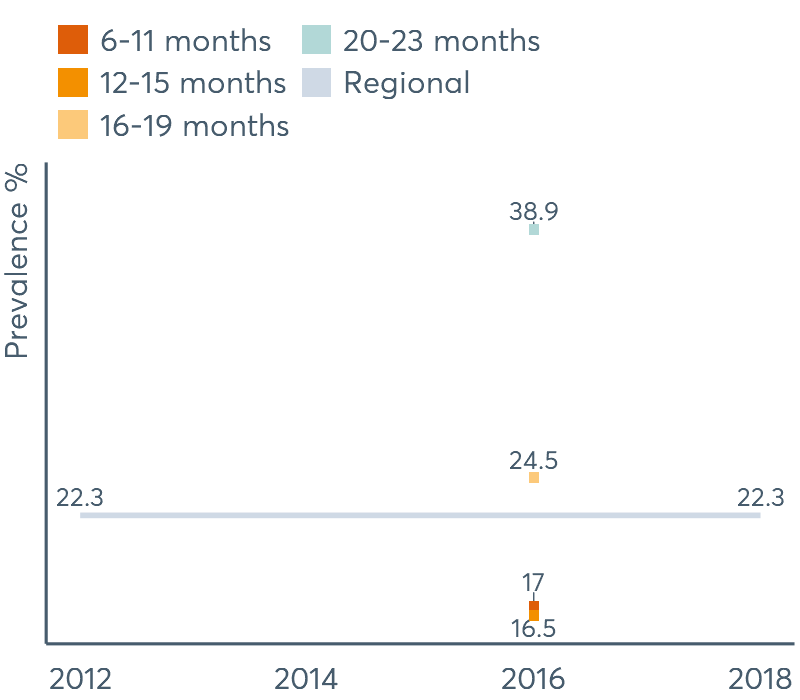 6-11 months
20-23 months
12-15 months
Regional
16-19 months
Prevalence %
38.9
24.5
22.3
22.3
17
16.5
2012
2014
2016
2018